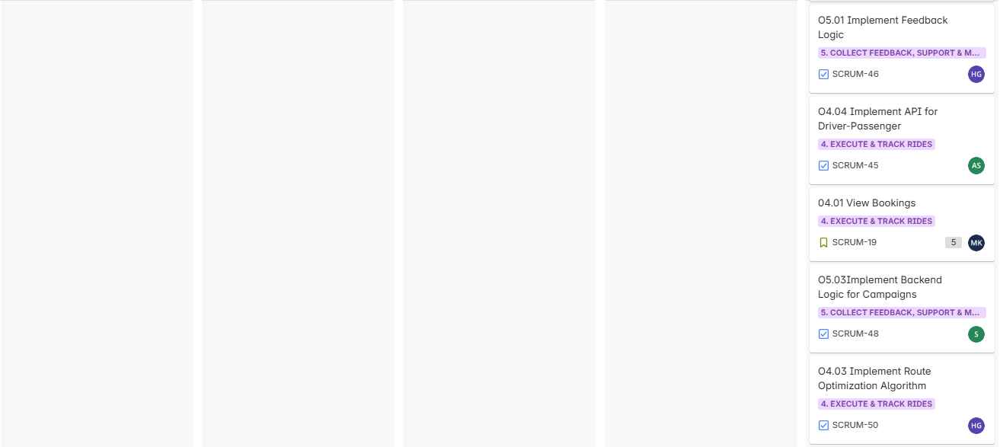 O5.01 Implement Feedback
Logic
5. COLLECT FEEDBACK, SUPPORT & M...
SCRUM-46
HG
O4.04 Implement API for
Driver-Passenger
4. EXECUTE & TRACK RIDES
SCRUM-45
AS
04.01 View Bookings
4. EXECUTE & TRACK RIDES
SCRUM-19
5
MK
O5.03Implement Backend
Logic for Campaigns
5. COLLECT FEEDBACK, SUPPORT & M...
SCRUM-48
S
O4.03 Implement Route
Optimization Algorithm
4. EXECUTE & TRACK RIDES
SCRUM-50
HG